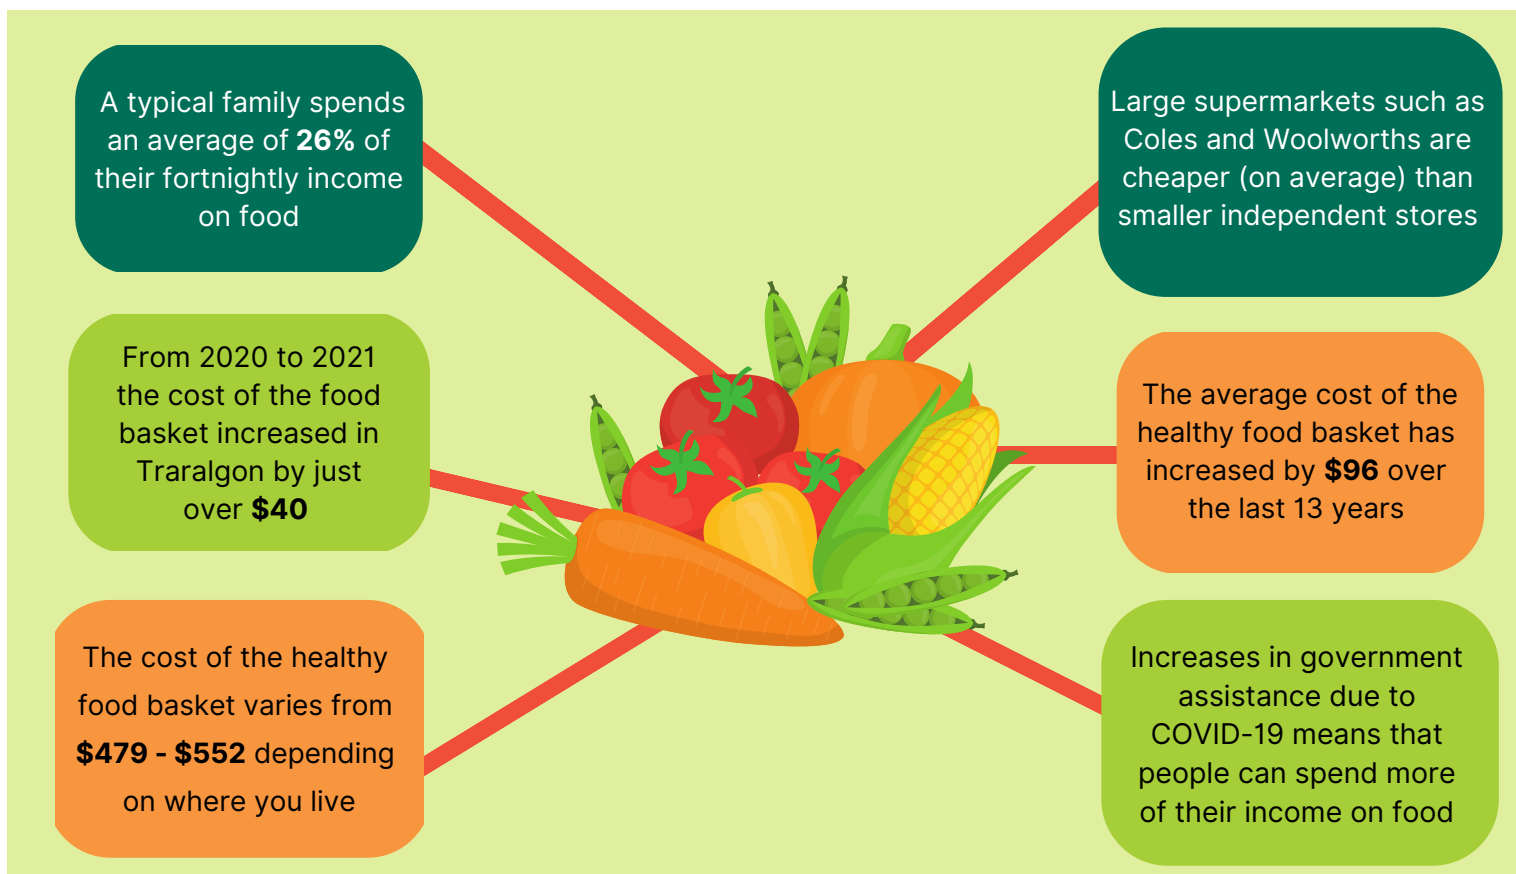 A typical family spends
an average of 26% of
their fortnightly income
on food
From 2020 to 2021
the cost of the food
basket increased in
Traralgon by just
over $40
The cost of the healthy
food basket varies from
$479 - $552 depending
on where you live
Large supermarkets such as
Coles and Woolworths are
cheaper (on average) than
smaller independent stores
The average cost of the
healthy food basket has
increased by $96 over
the last 13 years
Increases in government
assistance due to
COVID-19 means that
people can spend more
of their income on food